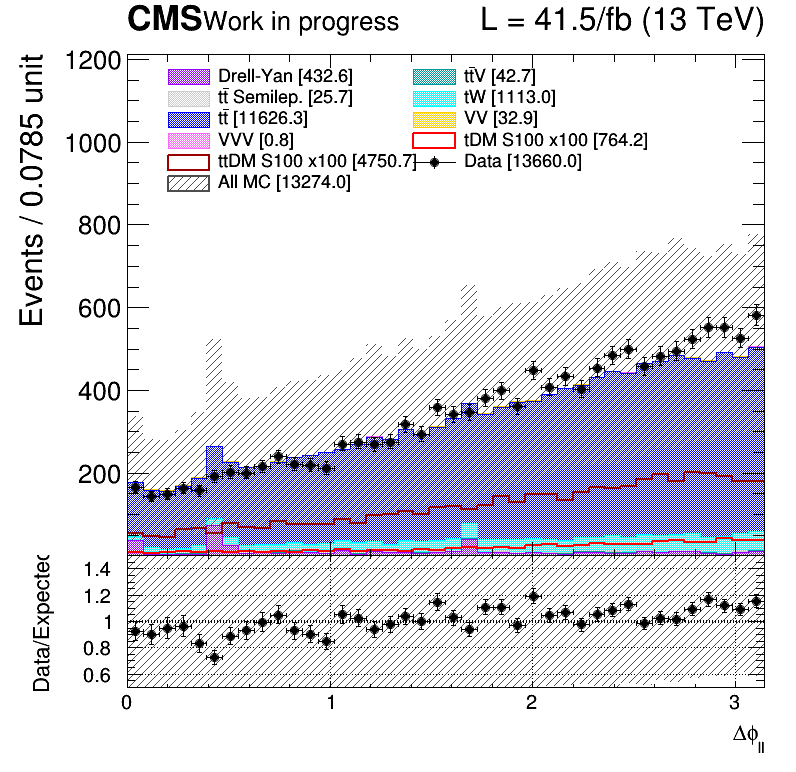 CMS Work in progress L = 41.5/fb (13 TeV)
Events / 0.0785 unit
1200
1000
800
600
400
200
Drell-Yan [432.6] tt̄V [42.7]
tt̄ Semilep. [25.7] tW [1113.0]
tt̄ [11626.3] VV [32.9]
VVV [0.8] tDM S100 x100 [764.2]
ttDM S100 x100 [4750.7] Data [13660.0]
All MC [13274.0]
Data/Expected
1.4
1.2
1
0.8
0.6
0 1 2 3
Δϕ_ll